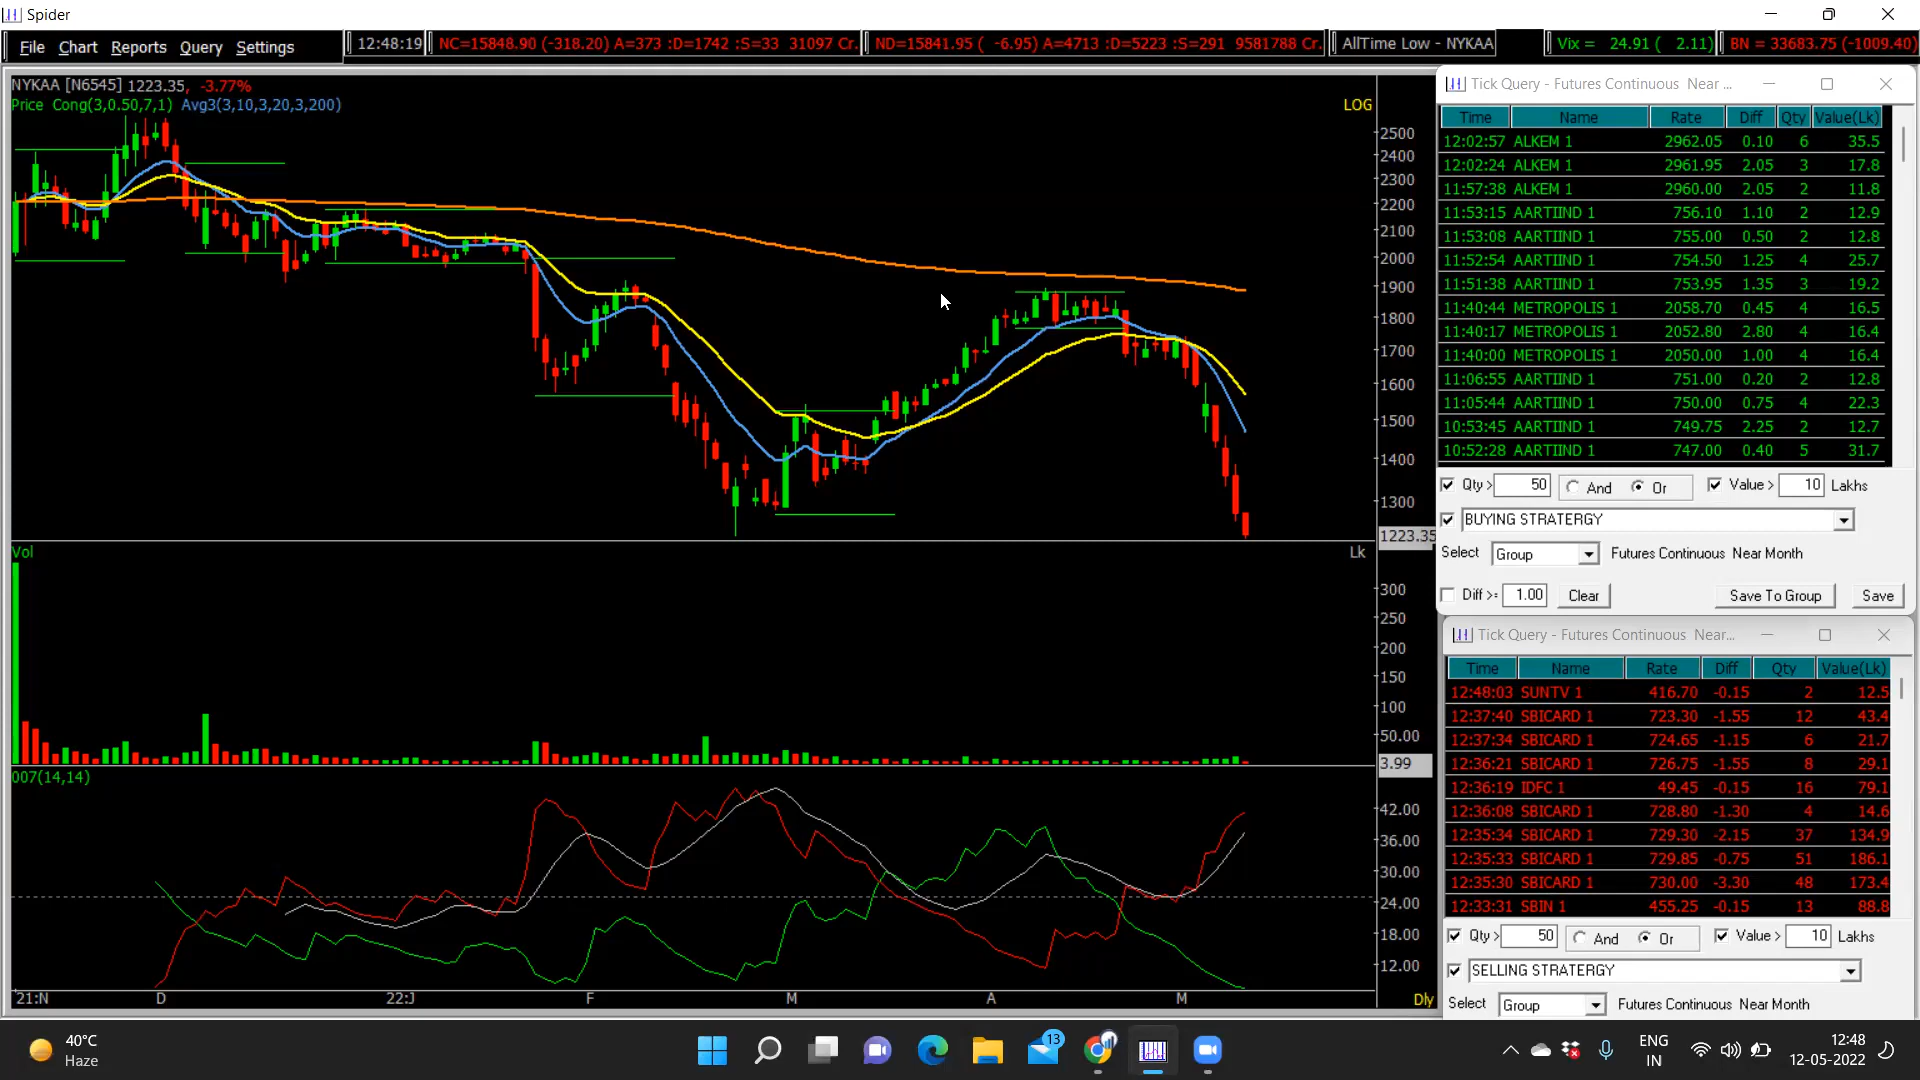 Spider
File Chart Reports Query Settings
12:48:19
NC=15848.90 (-318.20) A=373 :D=1742 :S=33 31097 Cr.
ND=15841.95 ( -6.95) A=4713 :D=5223 :S=291 9581788 Cr.
AllTime Low - NYKAA
Vix = 24.91 ( 2.11)
BN = 33683.75 (-1009.40)
NYKAA [N6545] 1223.35, -3.77%
Price Cong(3,0.50,7,1) Avg3(3,10,3,20,3,200)
LOG
2500
2400
2300
2200
2100
2000
1900
1800
1700
1600
1500
1400
1300
1223.35
Vol
Lk
300
250
200
150
100
50.00
3.99
007(14,14)
42.00
36.00
30.00
24.00
18.00
12.00
21:N D 22:J F M A M
Dly
Tick Query - Futures Continuous Near ...
Time Name Rate Diff Qty Value(Lk)
12:02:57 ALKEM 1 2962.05 0.10 6 35.5
12:02:24 ALKEM 1 2961.95 2.05 3 17.8
11:57:38 ALKEM 1 2960.00 2.05 2 11.8
11:53:15 AARTIIND 1 756.10 1.10 2 12.9
11:53:08 AARTIIND 1 755.00 0.50 2 12.8
11:52:54 AARTIIND 1 754.50 1.25 4 25.7
11:51:38 AARTIIND 1 753.95 1.35 3 19.2
11:40:44 METROPOLIS 1 2058.70 0.45 4 16.5
11:40:17 METROPOLIS 1 2052.80 2.80 4 16.4
11:40:00 METROPOLIS 1 2050.00 1.00 4 16.4
11:06:55 AARTIIND 1 751.00 0.20 2 12.8
11:05:44 AARTIIND 1 750.00 0.75 4 22.3
10:53:45 AARTIIND 1 749.75 2.25 2 12.7
10:52:28 AARTIIND 1 747.00 0.40 5 31.7
Qty > 50 And Or Value > 10 Lakhs
BUYING STRATERGY
Select Group Futures Continuous Near Month
Diff >= 1.00 Clear Save To Group Save
Tick Query - Futures Continuous Near...
Time Name Rate Diff Qty Value(Lk)
12:48:03 SUNTV 1 416.70 -0.15 2 12.5
12:37:40 SBICARD 1 723.30 -1.55 12 43.4
12:37:34 SBICARD 1 724.65 -1.15 6 21.7
12:36:21 SBICARD 1 726.75 -1.55 8 29.1
12:36:19 IDFC 1 49.45 -0.15 16 79.1
12:36:08 SBICARD 1 728.80 -1.30 4 14.6
12:35:34 SBICARD 1 729.30 -2.15 37 134.9
12:35:33 SBICARD 1 729.85 -0.75 51 186.1
12:35:30 SBICARD 1 730.00 -3.30 48 173.4
12:33:31 SBIN 1 455.25 -0.15 13 88.8
Qty > 50 And Or Value > 10 Lakhs
SELLING STRATERGY
Select Group Futures Continuous Near Month
40°C
Haze
13
ENG
IN
12:48
12-05-2022